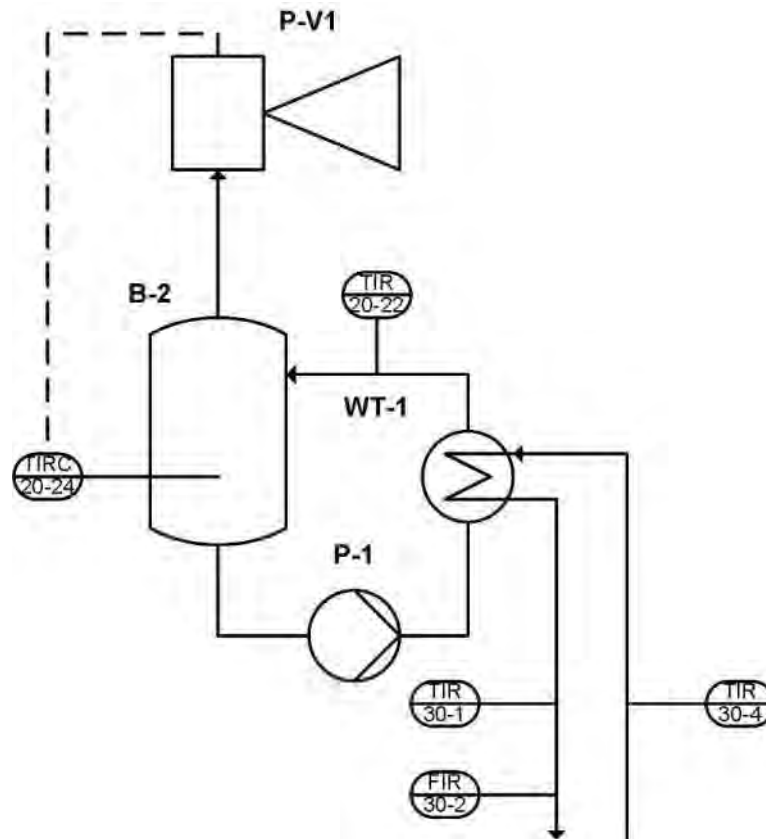 P-V1
B-2
TIR
20-22
WT-1
TIRC
20-24
P-1
TIR
30-1
TIR
30-4
FIR
30-2